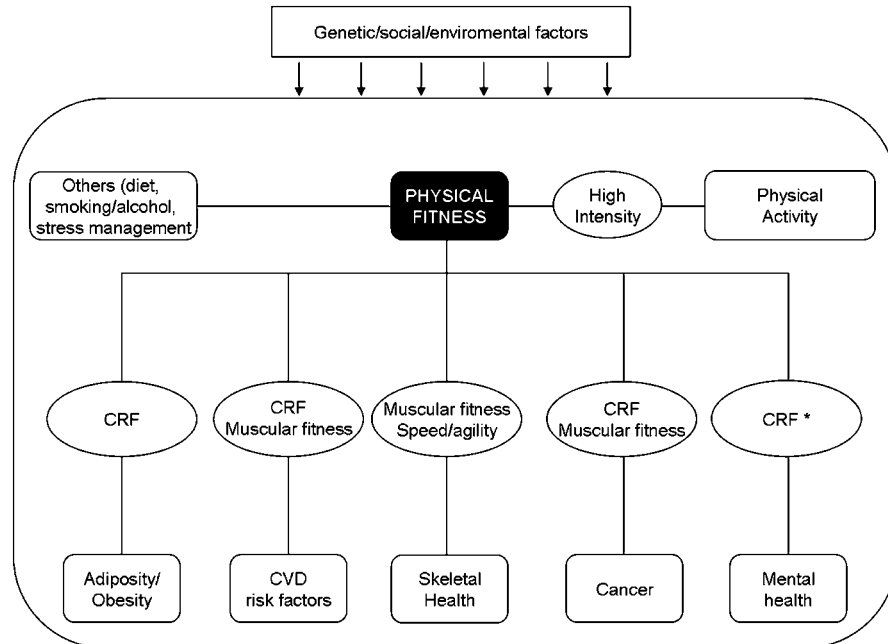 Genetic/social/enviromental factors
Others (diet,
smoking/alcohol,
stress management
PHYSICAL
FITNESS
High
Intensity
Physical
Activity
CRF
CRF
Muscular fitness
Muscular fitness
Speed/agility
CRF
Muscular fitness
CRF *
Adiposity/
Obesity
CVD
risk factors
Skeletal
Health
Cancer
Mental
health